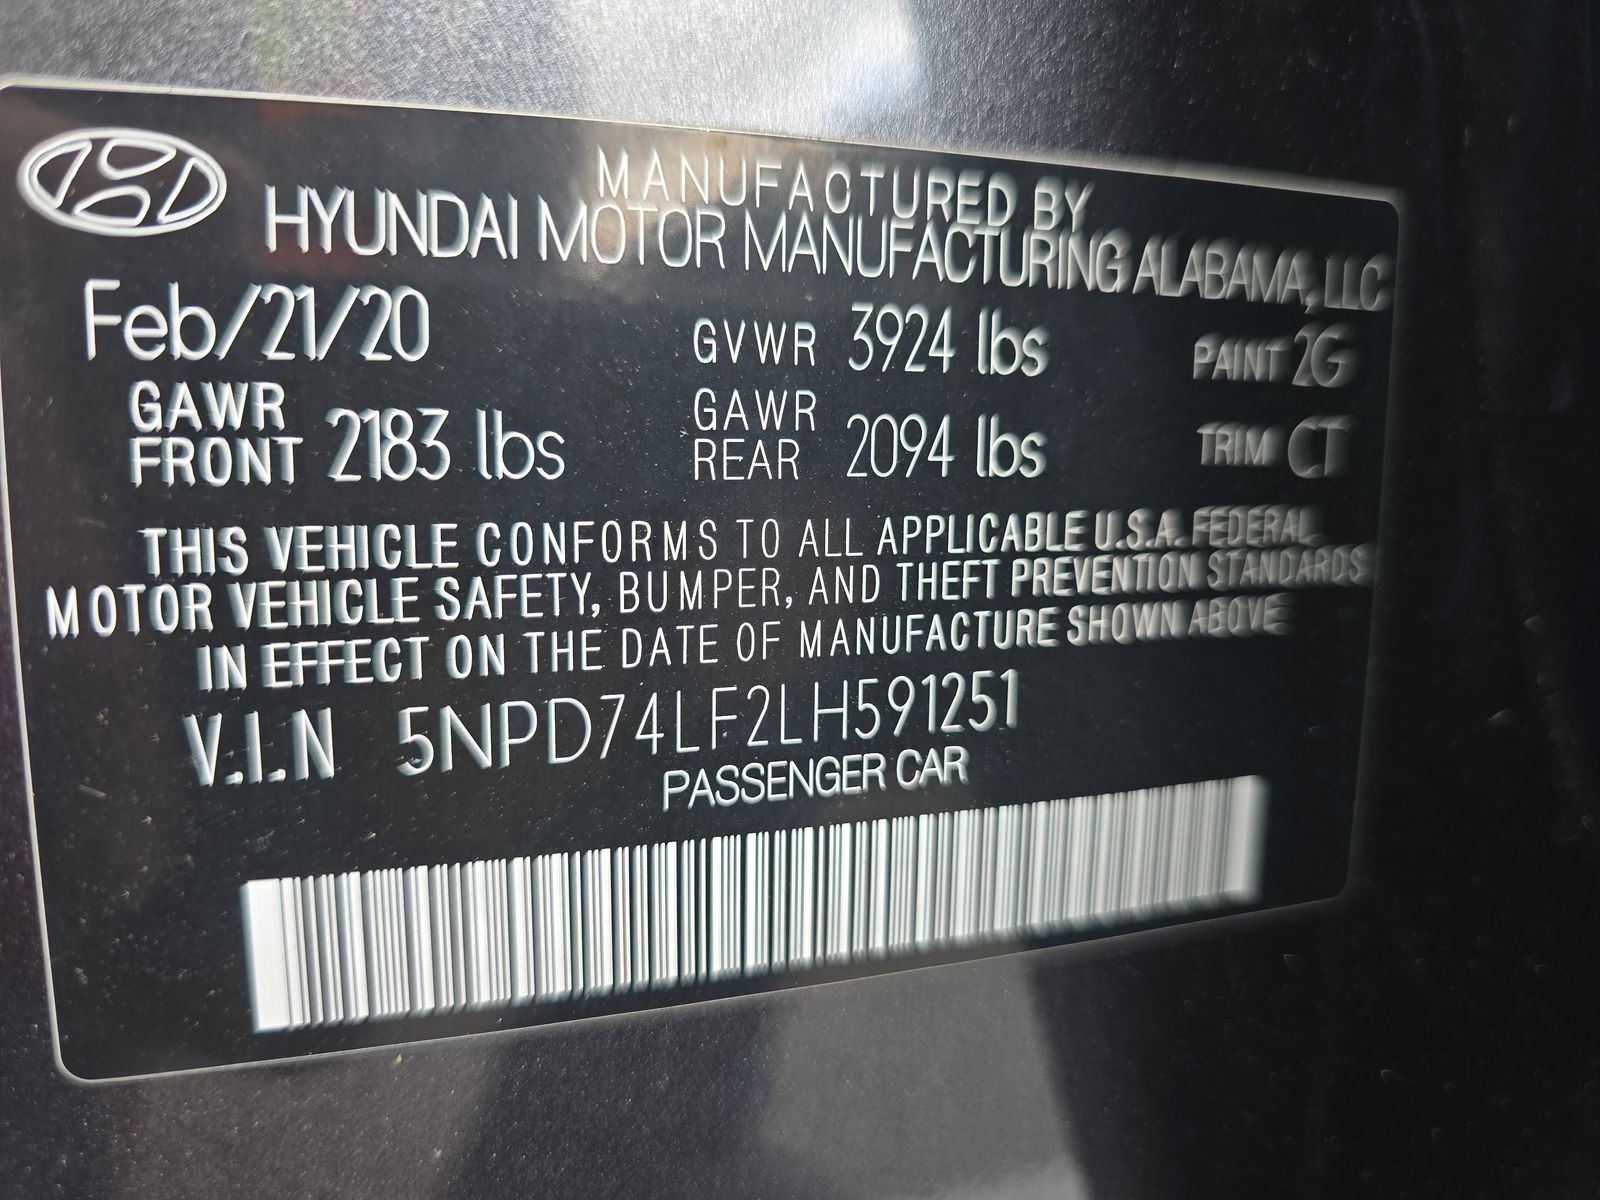 MANUFACTURED BY
HYUNDAI MOTOR MANUFACTURING ALABAMA, LLC
Feb/21/20 GVWR 3924 lbs PAINT 2G
GAWR FRONT 2183 lbs GAWR REAR 2094 lbs TRIM CT
THIS VEHICLE CONFORMS TO ALL APPLICABLE U.S.A. FEDERAL
MOTOR VEHICLE SAFETY, BUMPER, AND THEFT PREVENTION STANDARDS
IN EFFECT ON THE DATE OF MANUFACTURE SHOWN ABOVE
V.I.N 5NPD74LF2LH591251
PASSENGER CAR